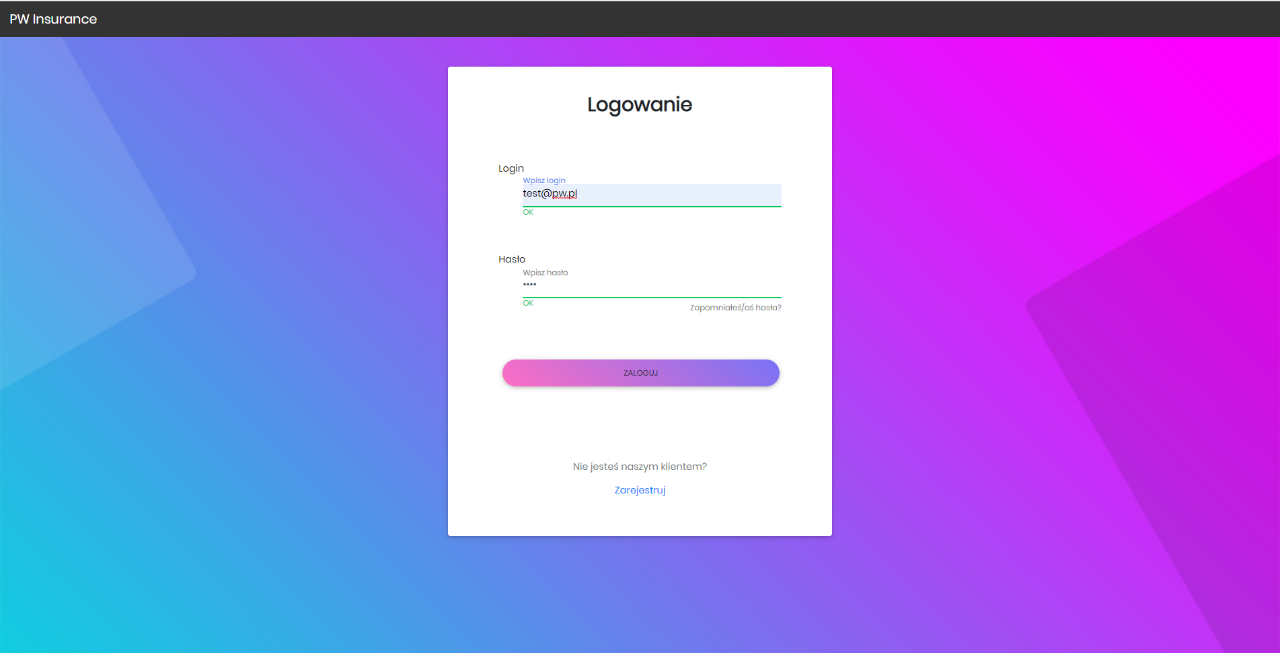 PW Insurance
Logowanie
Login
Wpisz login
test@pw.pl
OK
Hasło
Wpisz hasło
••••
OK
Zapomniałeś/aś hasła?
ZALOGUJ
Nie jesteś naszym klientem?
Zarejestruj